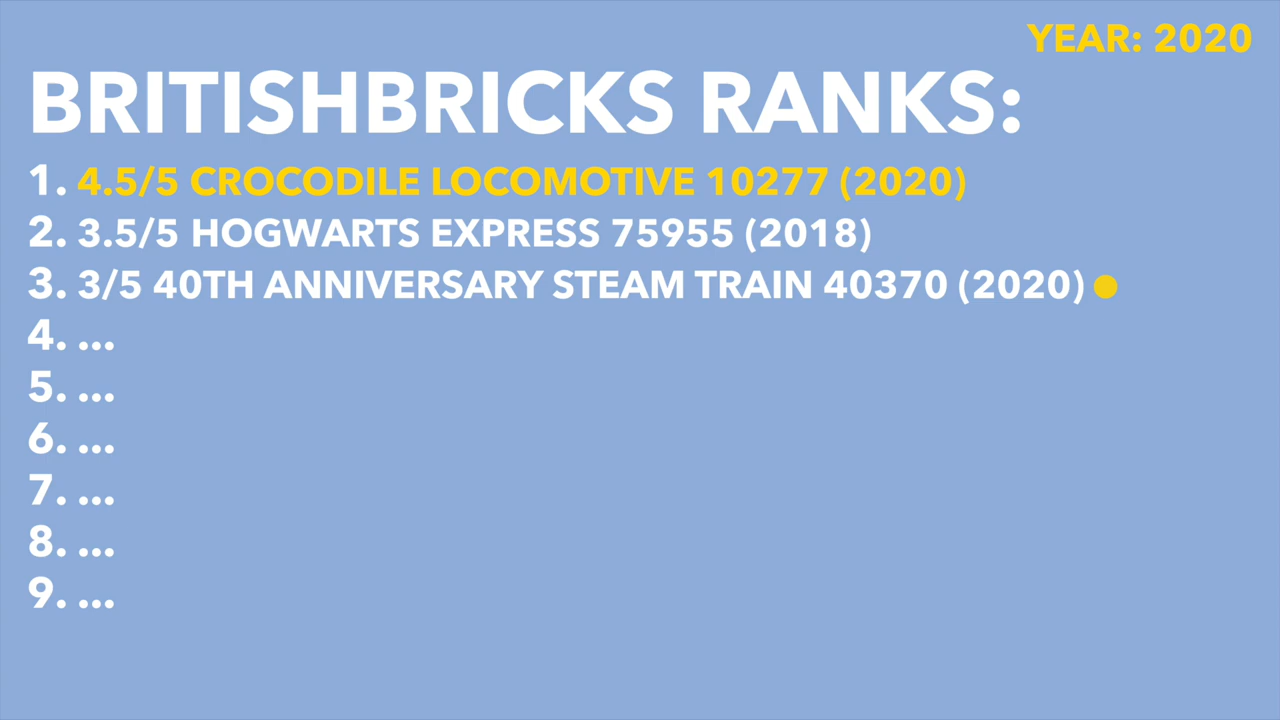 YEAR: 2020
BRITISHBRICKS RANKS:
1. 4.5/5 CROCODILE LOCOMOTIVE 10277 (2020)
2. 3.5/5 HOGWARTS EXPRESS 75955 (2018)
3. 3/5 40TH ANNIVERSARY STEAM TRAIN 40370 (2020)
4. ...
5. ...
6. ...
7. ...
8. ...
9. ...